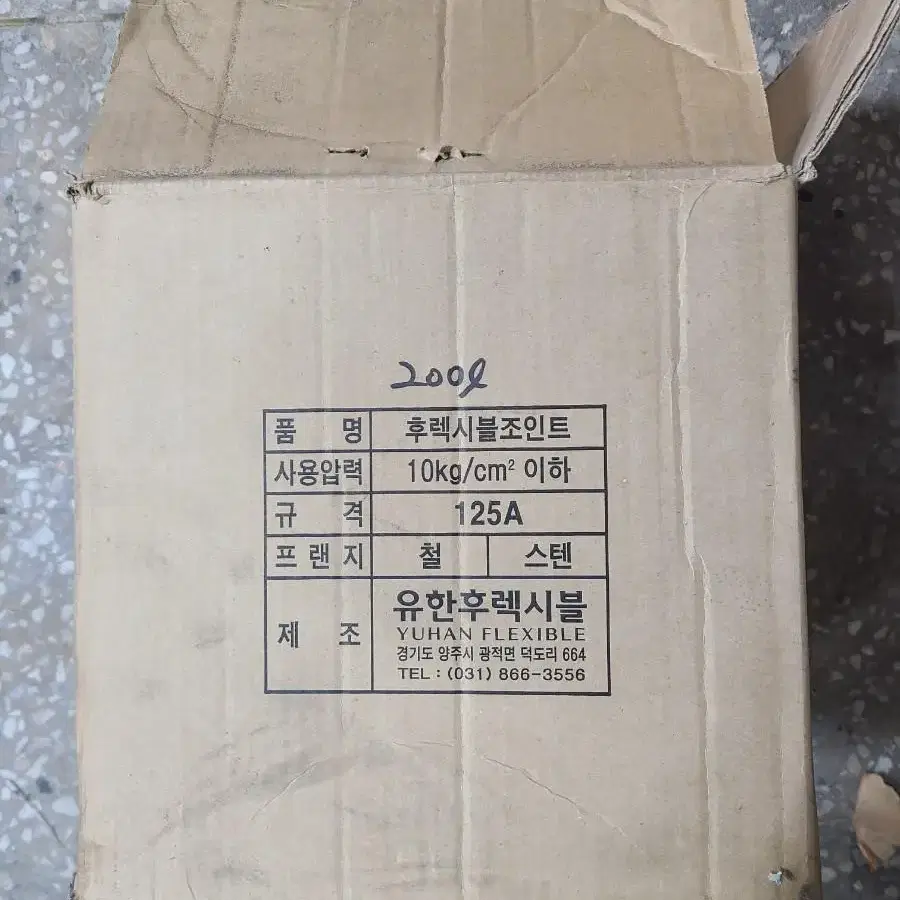 200l
품 명 후렉시블조인트
사용압력 10kg/cm² 이하
규 격 125A
프 랜 지 철 스텐
제 조 유한후렉시블
YUHAN FLEXIBLE
경기도 양주시 광적면 덕도리 664
TEL : (031) 866-3556